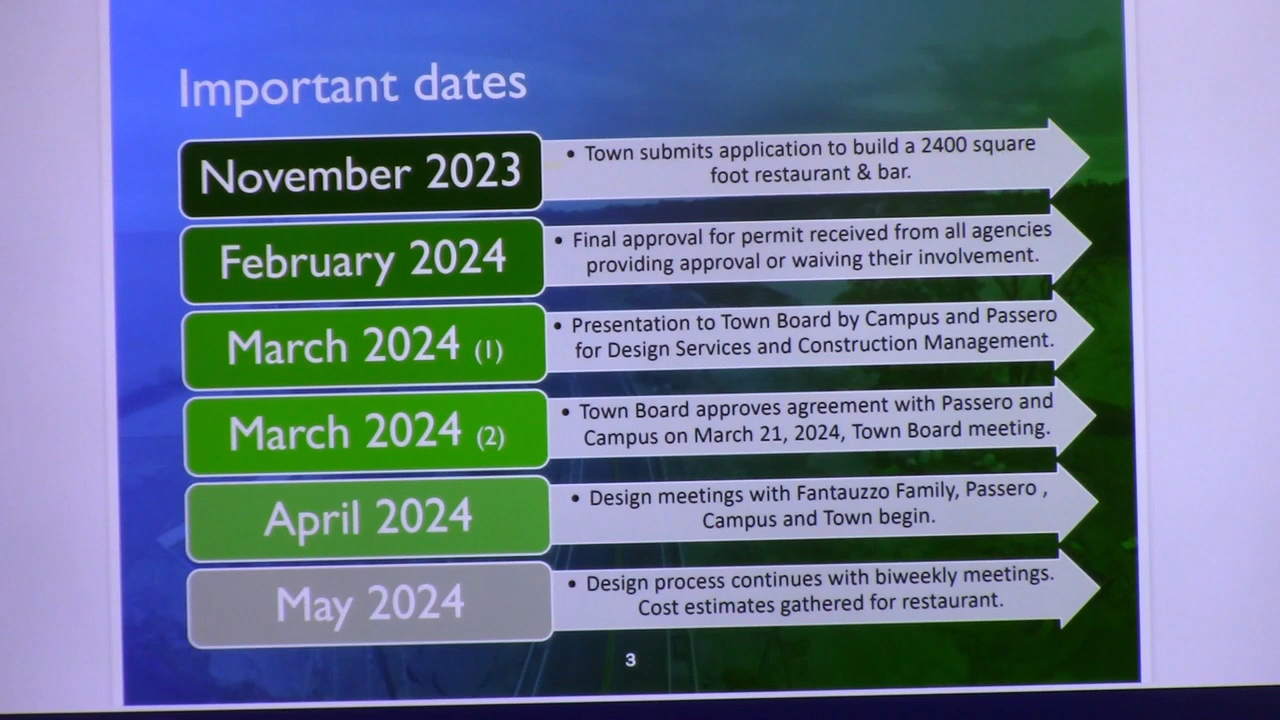 Important dates
November 2023
• Town submits application to build a 2400 square
foot restaurant & bar.
February 2024
• Final approval for permit received from all agencies
providing approval or waiving their involvement.
March 2024 (1)
• Presentation to Town Board by Campus and Passero
for Design Services and Construction Management.
March 2024 (2)
• Town Board approves agreement with Passero and
Campus on March 21, 2024, Town Board meeting.
April 2024
• Design meetings with Fantauzzo Family, Passero ,
Campus and Town begin.
May 2024
• Design process continues with biweekly meetings.
Cost estimates gathered for restaurant.
3